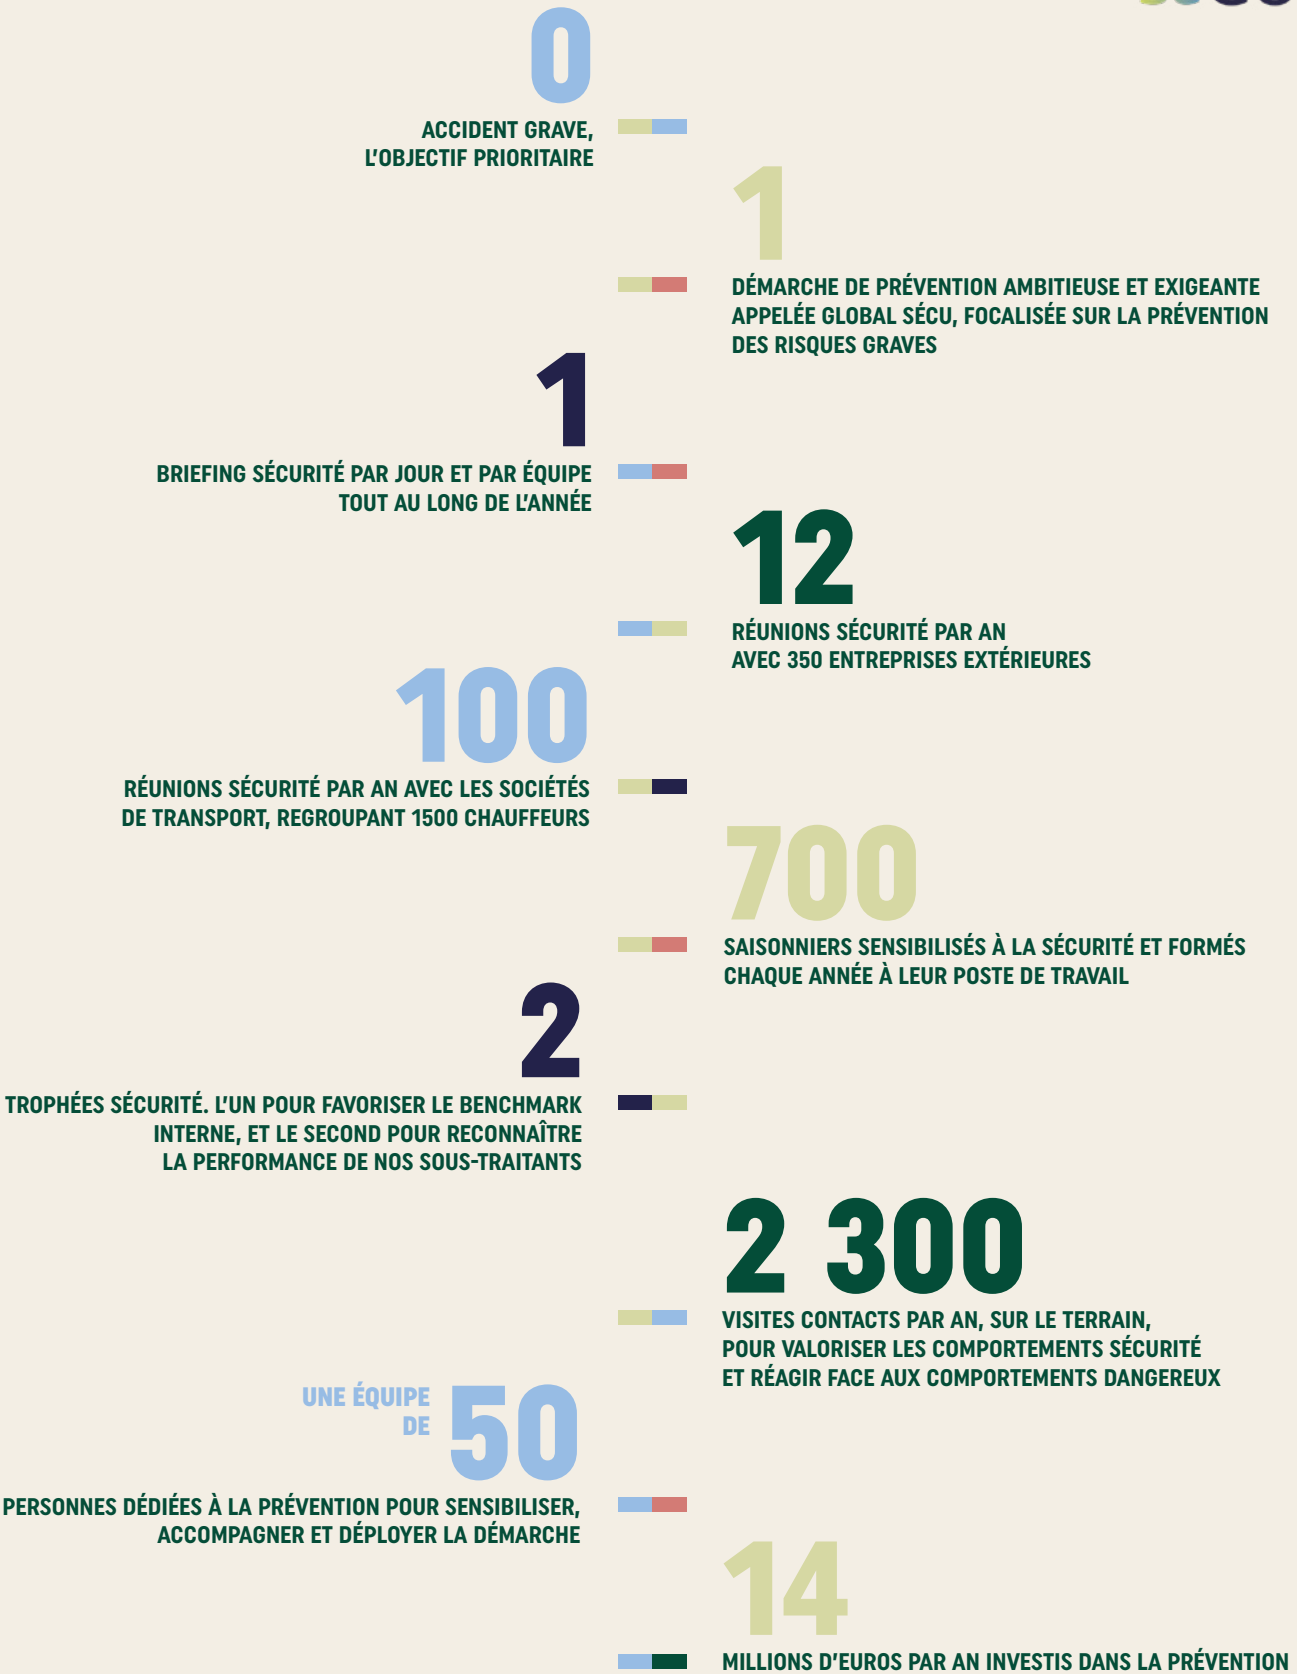 0
ACCIDENT GRAVE,
L'OBJECTIF PRIORITAIRE
1
DÉMARCHE DE PRÉVENTION AMBITIEUSE ET EXIGEANTE
APPELÉE GLOBAL SÉCU, FOCALISÉE SUR LA PRÉVENTION
DES RISQUES GRAVES
1
BRIEFING SÉCURITÉ PAR JOUR ET PAR ÉQUIPE
TOUT AU LONG DE L'ANNÉE
12
RÉUNIONS SÉCURITÉ PAR AN
AVEC 350 ENTREPRISES EXTÉRIEURES
100
RÉUNIONS SÉCURITÉ PAR AN AVEC LES SOCIÉTÉS
DE TRANSPORT, REGROUPANT 1500 CHAUFFEURS
700
SAISONNIERS SENSIBILISÉS À LA SÉCURITÉ ET FORMÉS
CHAQUE ANNÉE À LEUR POSTE DE TRAVAIL
2
TROPHÉES SÉCURITÉ. L'UN POUR FAVORISER LE BENCHMARK
INTERNE, ET LE SECOND POUR RECONNAÎTRE
LA PERFORMANCE DE NOS SOUS-TRAITANTS
2 300
VISITES CONTACTS PAR AN, SUR LE TERRAIN,
POUR VALORISER LES COMPORTEMENTS SÉCURITÉ
ET RÉAGIR FACE AUX COMPORTEMENTS DANGEREUX
UNE ÉQUIPE
DE 50
PERSONNES DÉDIÉES À LA PRÉVENTION POUR SENSIBILISER,
ACCOMPAGNER ET DÉPLOYER LA DÉMARCHE
14
MILLIONS D'EUROS PAR AN INVESTIS DANS LA PRÉVENTION